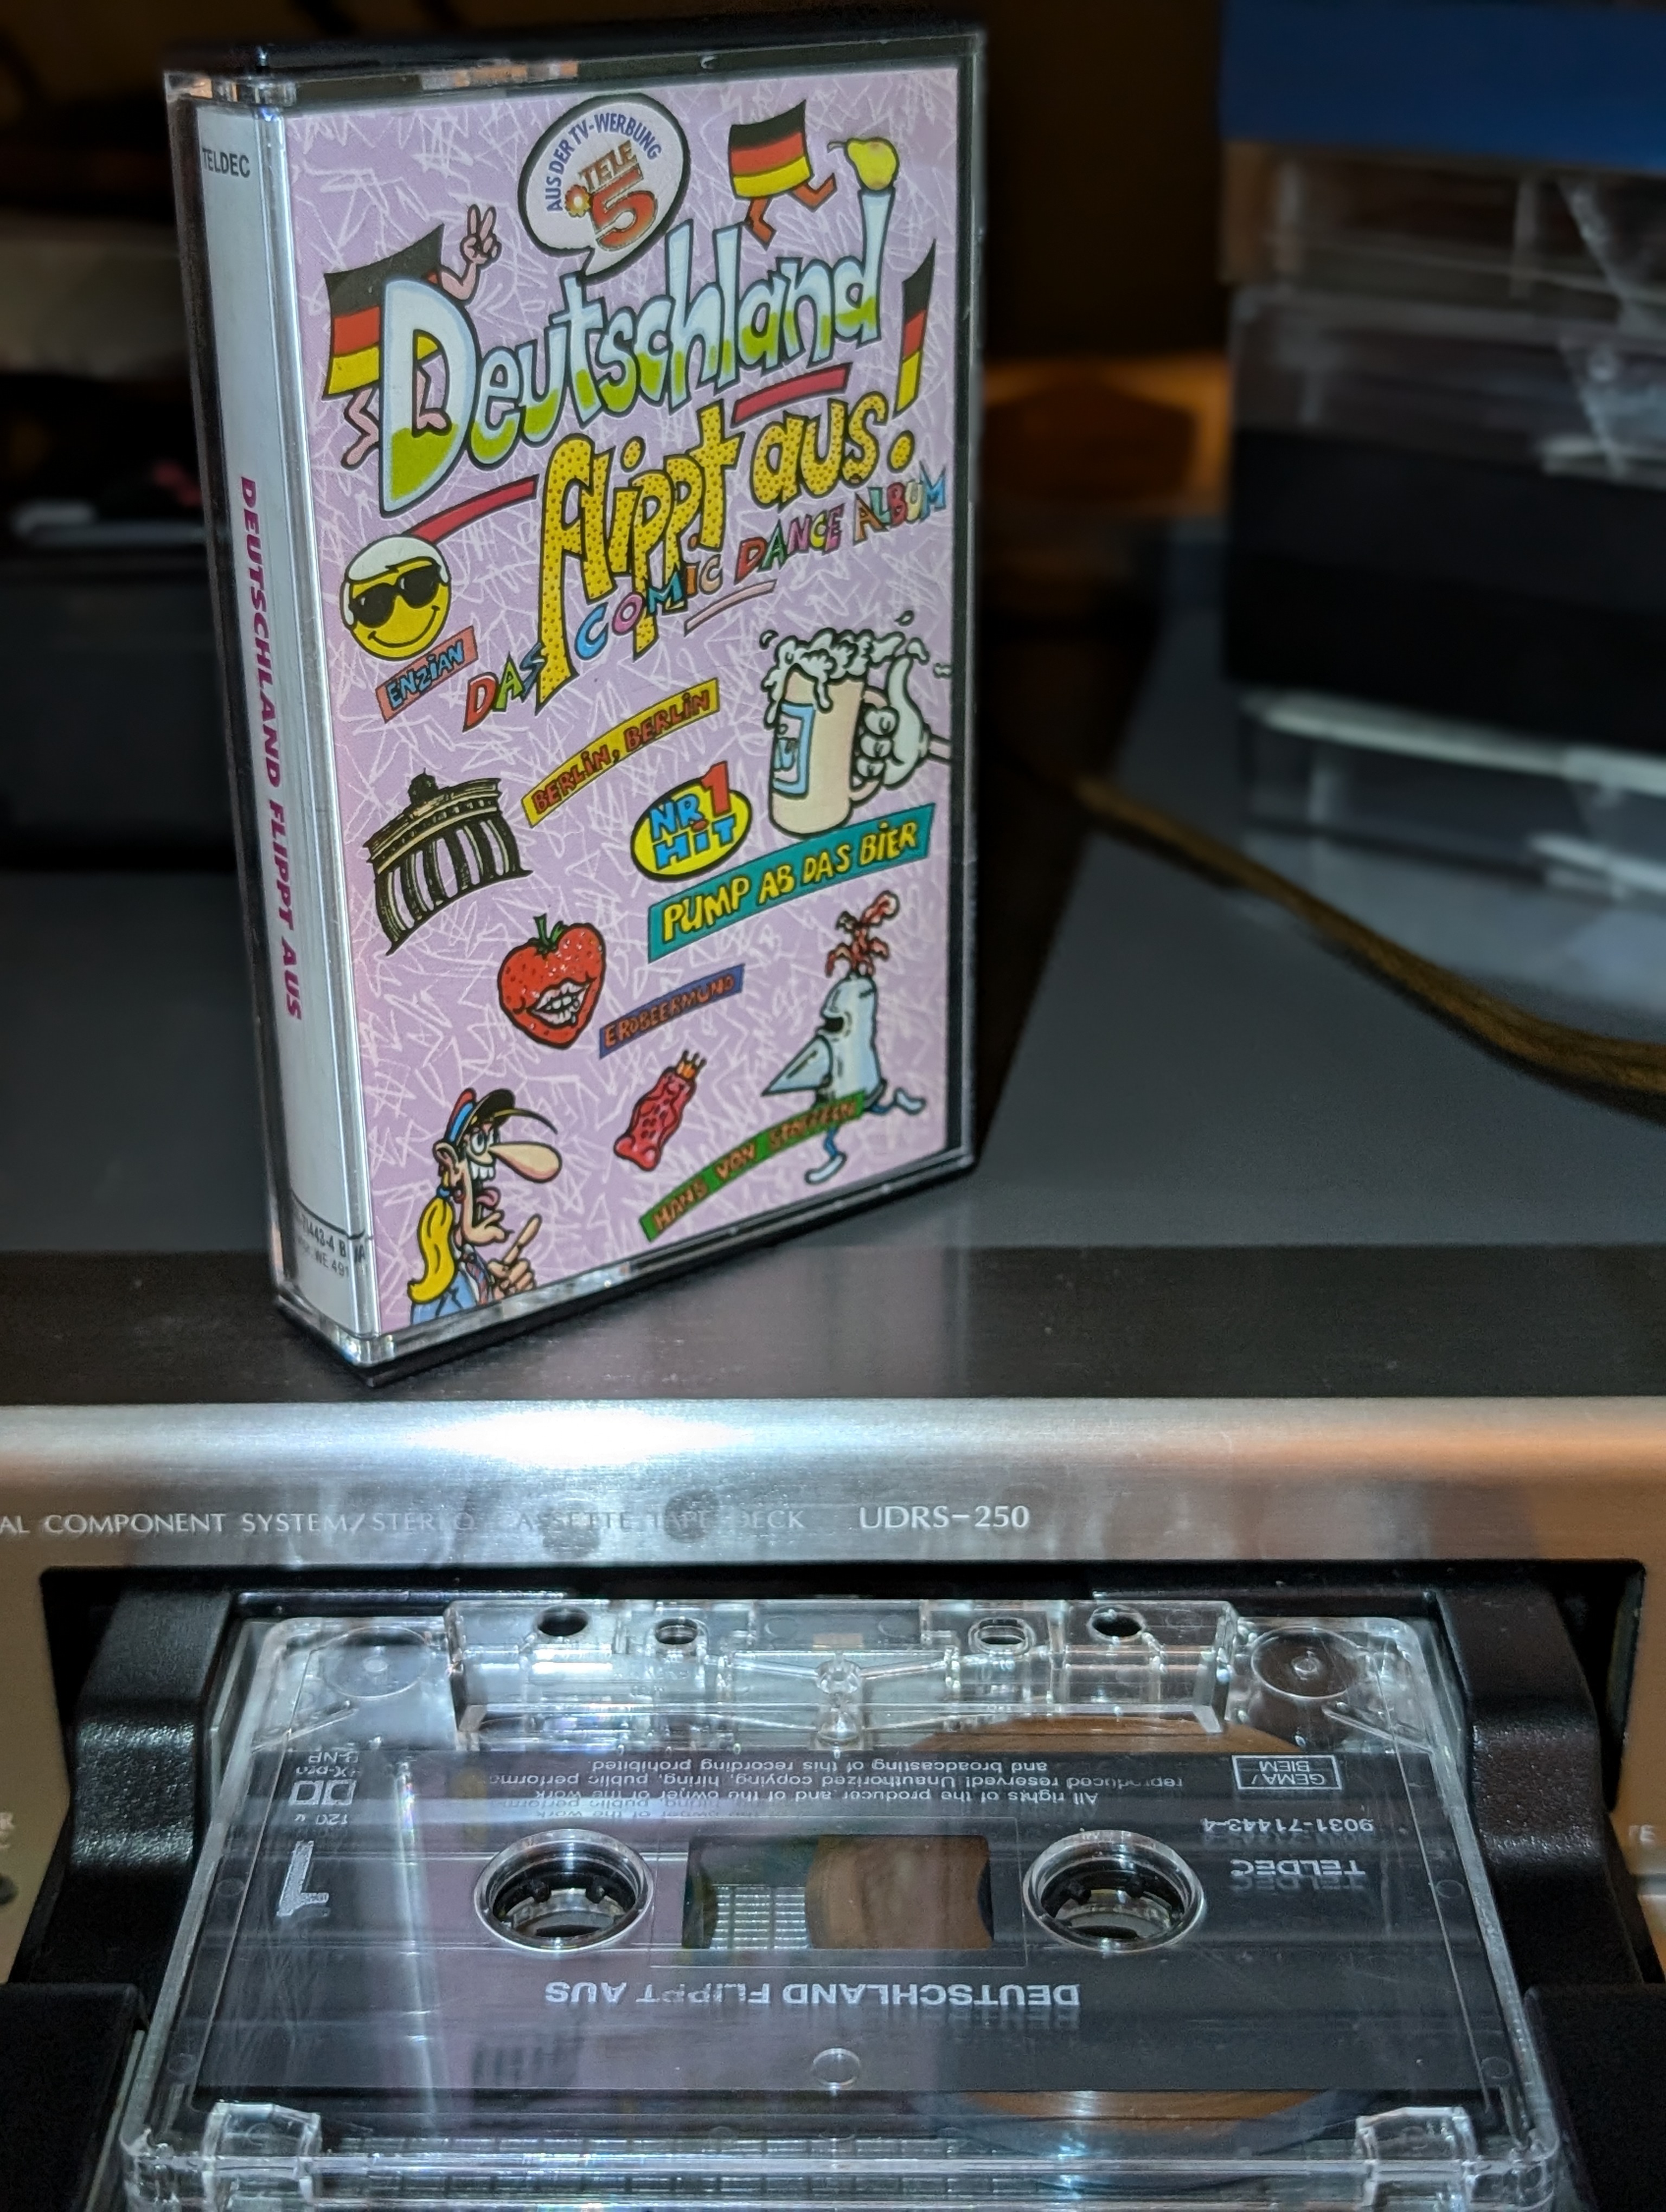 TELDEC
DEUTSCHLAND FLIPPT AUS
AUS DER TV-WERBUNG
TELE
5
Deutschland
flippt aus!
DAS COMIC DANCE ALBUM
ENZiAN
BERLiN, BERLiN
NR 1
HiT
PUMP AB DAS BiER
ERDBEERMUND
HANS VON
AL COMPONENT SYSTEM/STEREO CASSETTE TAPE DECK UDRS-250
DEUTSCHLAND FLIPPT AUS
TELDEC
9031-71443-4
1
120 µ
GEMA/
BIEM
All rights of the producer and of the owner of the work
reproduced reserved! Unauthorized copying, hiring, public
and broadcasting of this recording prohibited